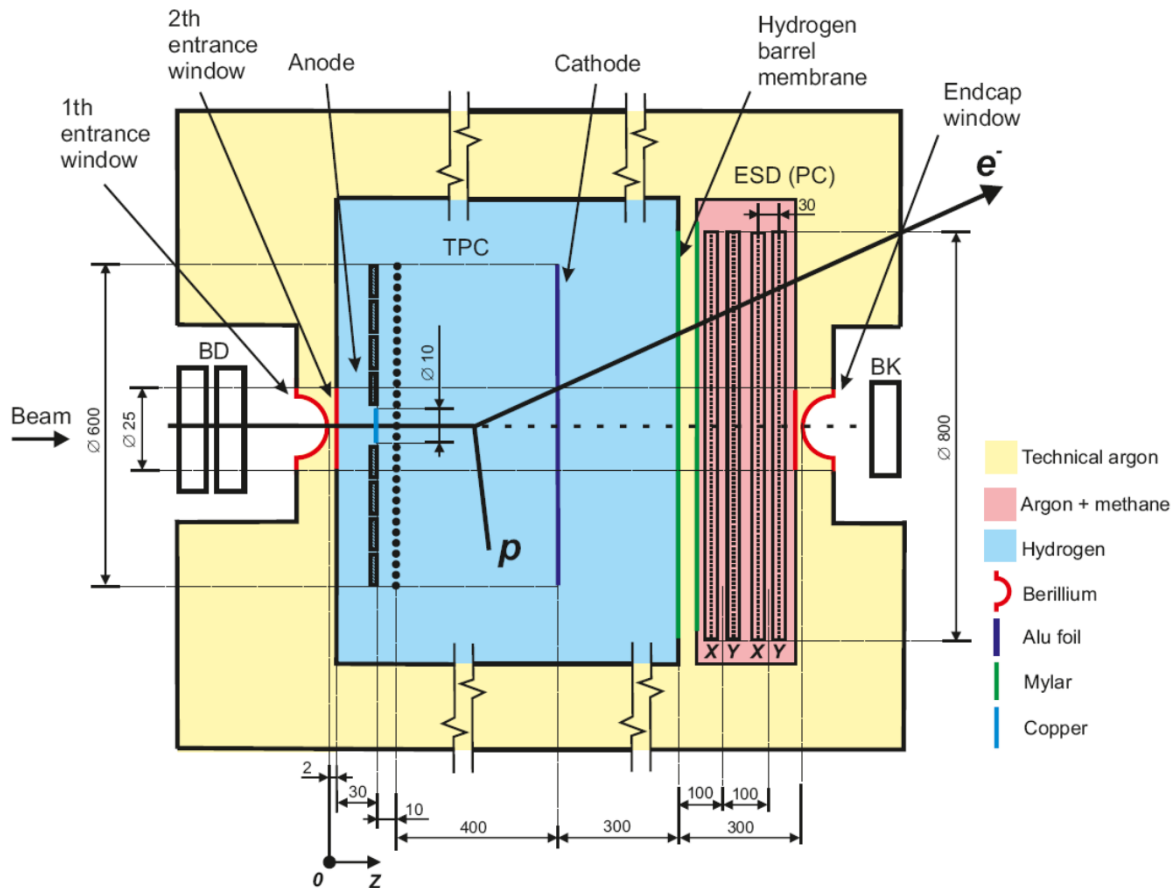 2th
entrance
window
Anode
Cathode
Hydrogen
barrel
membrane
Endcap
window
1th
entrance
window
e-
ESD (PC)
30
TPC
BD
Ø 10
BK
Beam
Ø 600
Ø 25
Ø 800
p
Technical argon
Argon + methane
Hydrogen
Berillium
Alu foil
Mylar
Copper
X Y X Y
2
30
10
100
100
400
300
300
0
Z